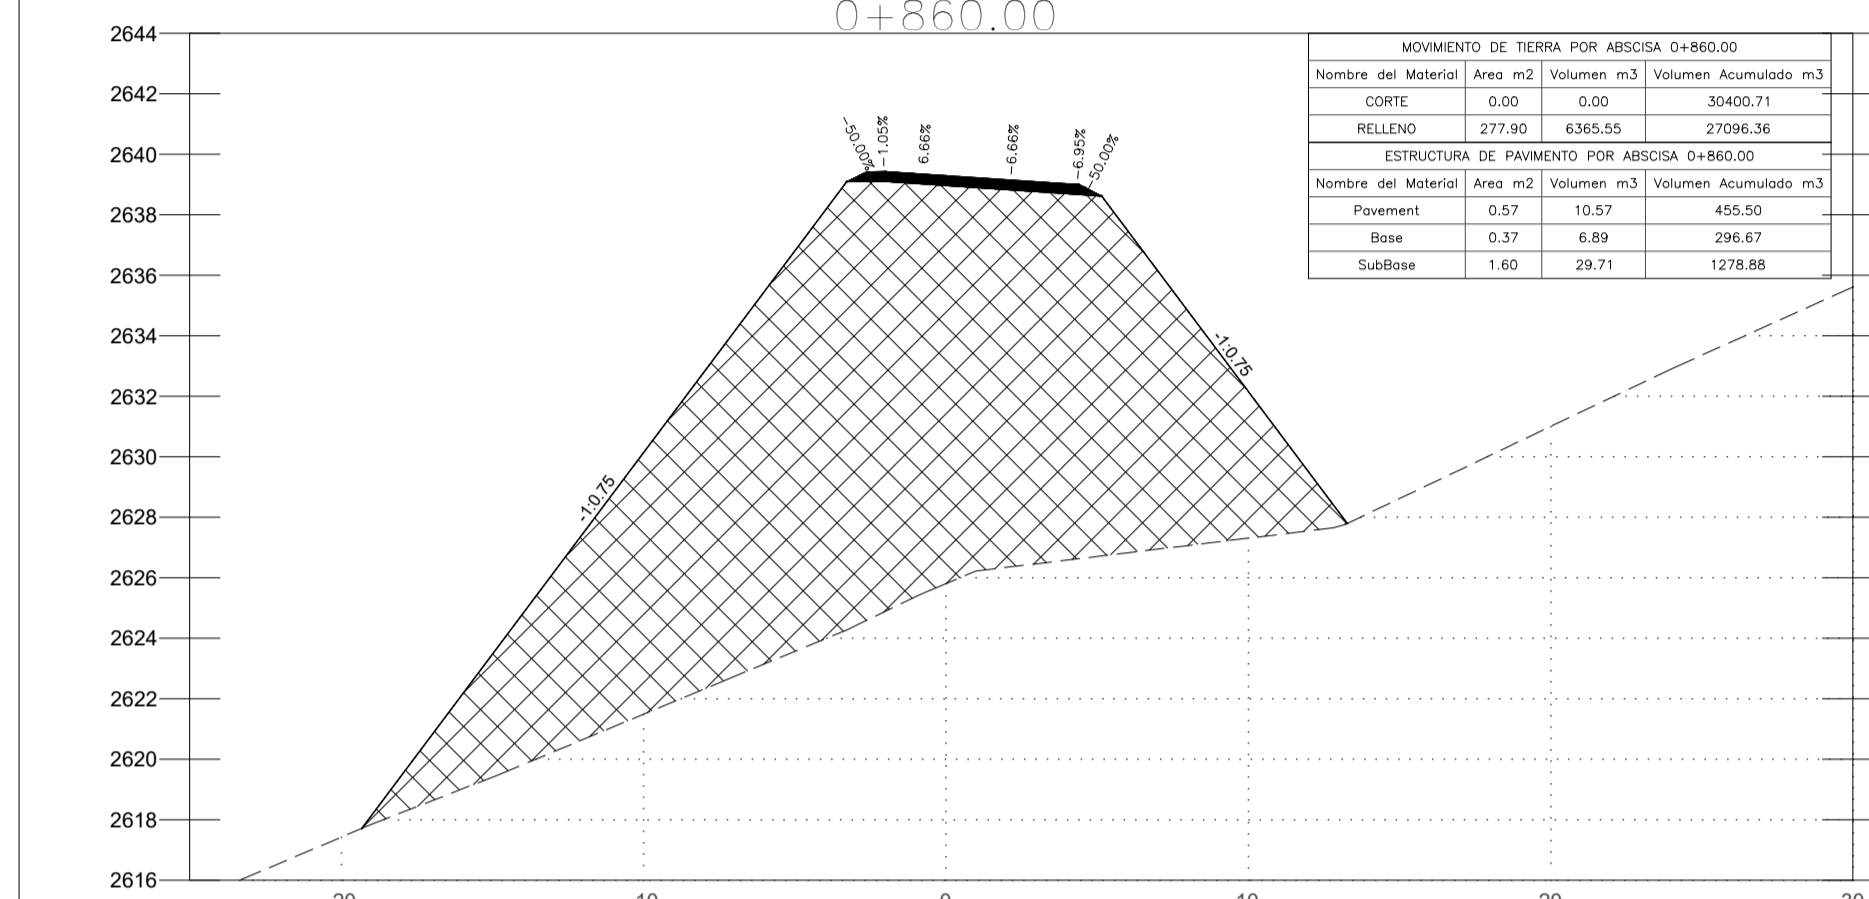 0+860.00
2644
2642
2640
2638
2636
2634
2632
2630
2628
2626
2624
2622
2620
2618
2616
-50.00%
-1.05%
6.66%
-6.66%
-6.95%
-50.00%
-1:0.75
-1:0.75
MOVIMIENTO DE TIERRA POR ABSCISA 0+860.00
Nombre del Material Area m2 Volumen m3 Volumen Acumulado m3
CORTE 0.00 0.00 30400.71
RELLENO 277.90 6365.55 27096.36
ESTRUCTURA DE PAVIMENTO POR ABSCISA 0+860.00
Nombre del Material Area m2 Volumen m3 Volumen Acumulado m3
Pavement 0.57 10.57 455.50
Base 0.37 6.89 296.67
SubBase 1.60 29.71 1278.88